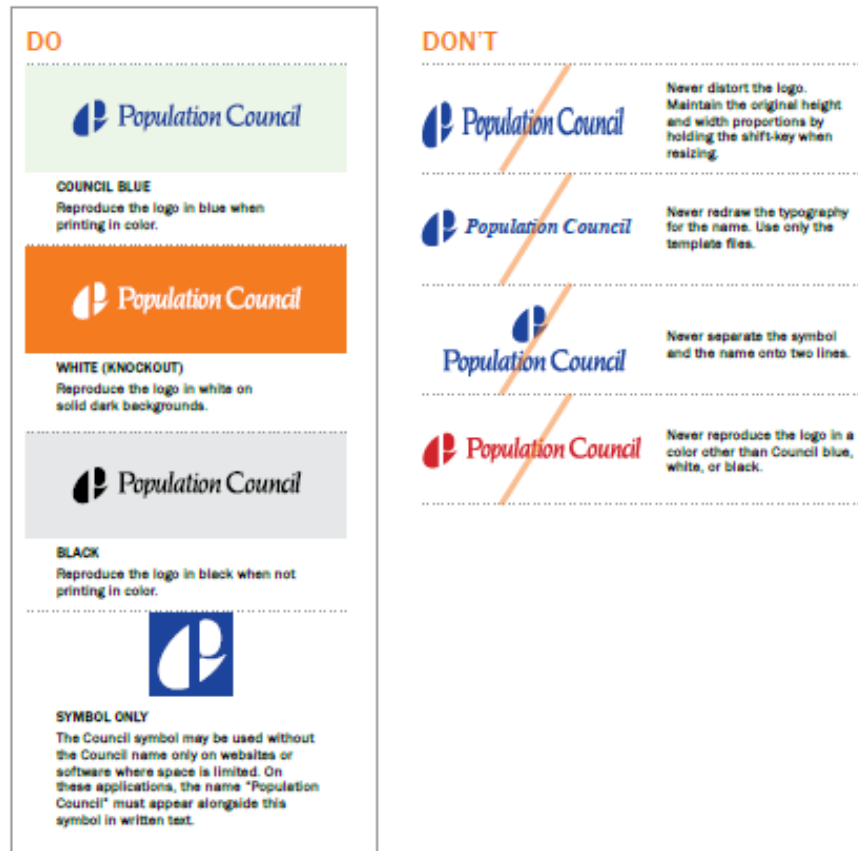 DO
Population Council
COUNCIL BLUE
Reproduce the logo in blue when
printing in color.
Population Council
WHITE (KNOCKOUT)
Reproduce the logo in white on
solid dark backgrounds.
Population Council
BLACK
Reproduce the logo in black when not
printing in color.
SYMBOL ONLY
The Council symbol may be used without
the Council name only on websites or
software where space is limited. On
these applications, the name "Population
Council" must appear alongside this
symbol in written text.
DON'T
Population Council
Never distort the logo.
Maintain the original height
and width proportions by
holding the shift-key when
resizing.
Population Council
Never redraw the typography
for the name. Use only the
template files.
Population Council
Never separate the symbol
and the name onto two lines.
Population Council
Never reproduce the logo in a
color other than Council blue,
white, or black.